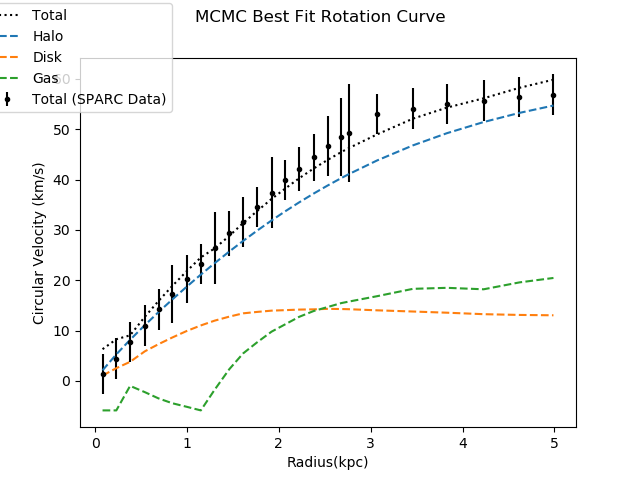 MCMC Best Fit Rotation Curve
Total
Halo
Disk
Gas
Total (SPARC Data)
60
50
40
30
20
10
0
Circular Velocity (km/s)
0 1 2 3 4 5
Radius(kpc)